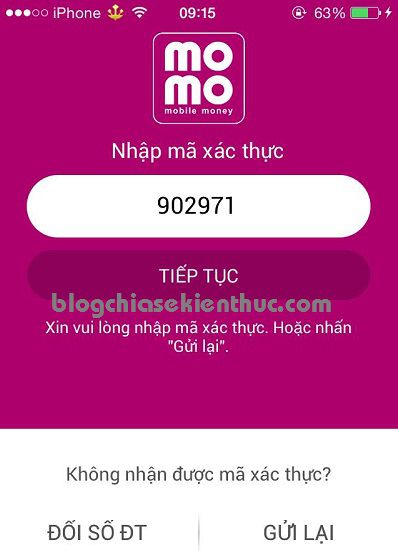 iPhone
09:15
63%
mo
mo
mobile money
Nhập mã xác thực
902971
TIẾP TỤC
blogchiasekienthuc.com
Xin vui lòng nhập mã xác thực. Hoặc nhấn
"Gửi lại".
Không nhận được mã xác thực?
ĐỔI SỐ ĐT
GỬI LẠI